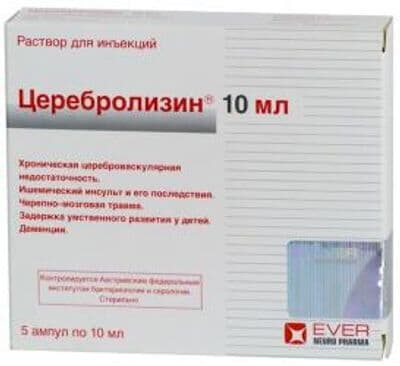 Раствор для инъекций
Церебролизин® 10 мл
Хроническая цереброваскулярная
недостаточность.
Ишемический инсульт и его последствия.
Черепно-мозговая травма.
Задержка умственного развития у детей.
Деменции.
Контролируется Австрийским федеральным
институтом бактериологии и серологии.
Стерильно
5 ампул по 10 мл
EVER
NEURO PHARMA